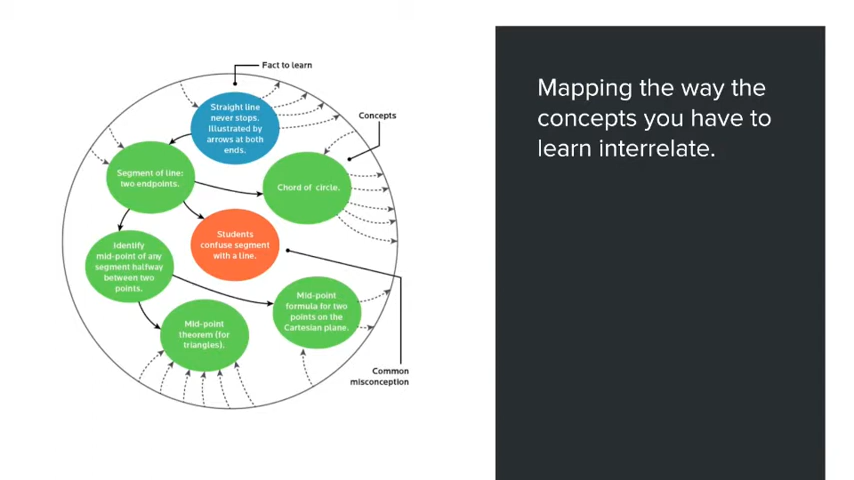 Fact to learn
Straight line
never stops.
Illustrated by
arrows at both
ends.
Concepts
Segment of line:
two endpoints.
Chord of circle.
Students
confuse segment
with a line.
Identify
mid-point of any
segment halfway
between two
points.
Mid-point
formula for two
points on the
Cartesian plane.
Mid-point
theorem (for
triangles).
Common
misconception
Mapping the way the
concepts you have to
learn interrelate.